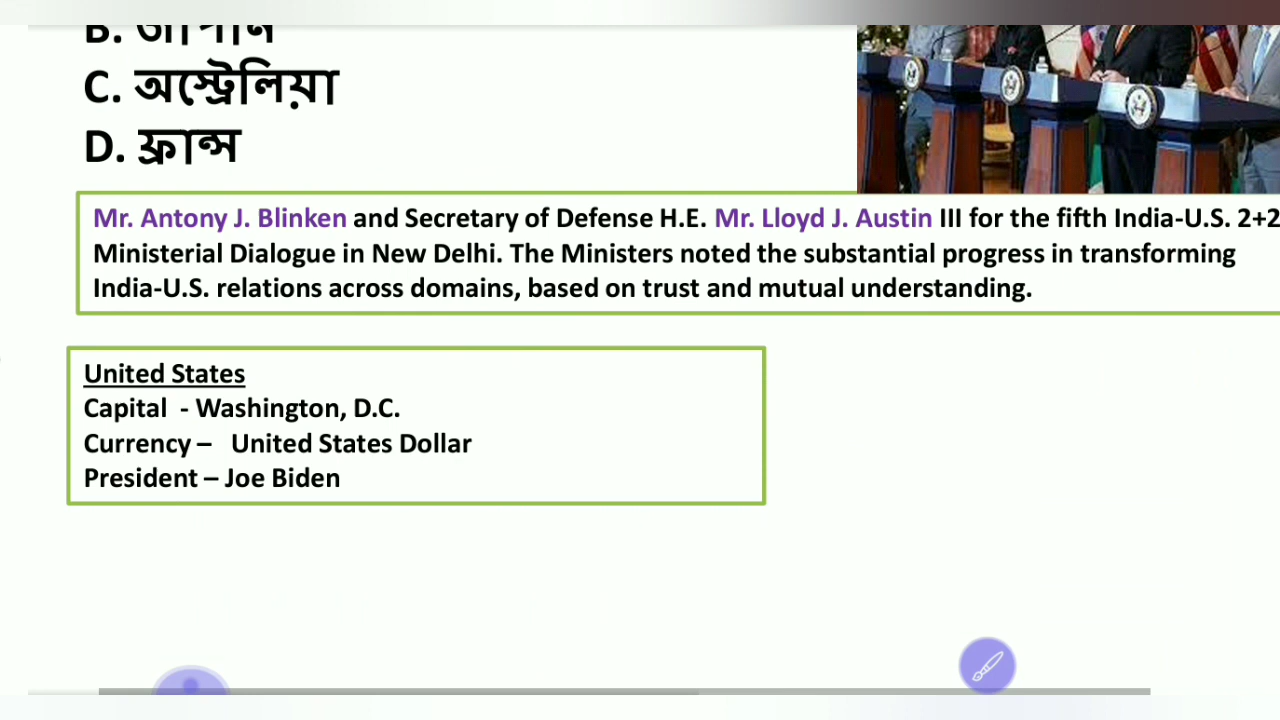 B. জাপান
C. অস্ট্রেলিয়া
D. ফ্রান্স
Mr. Antony J. Blinken and Secretary of Defense H.E. Mr. Lloyd J. Austin III for the fifth India-U.S. 2+2
Ministerial Dialogue in New Delhi. The Ministers noted the substantial progress in transforming
India-U.S. relations across domains, based on trust and mutual understanding.
United States
Capital - Washington, D.C.
Currency – United States Dollar
President – Joe Biden